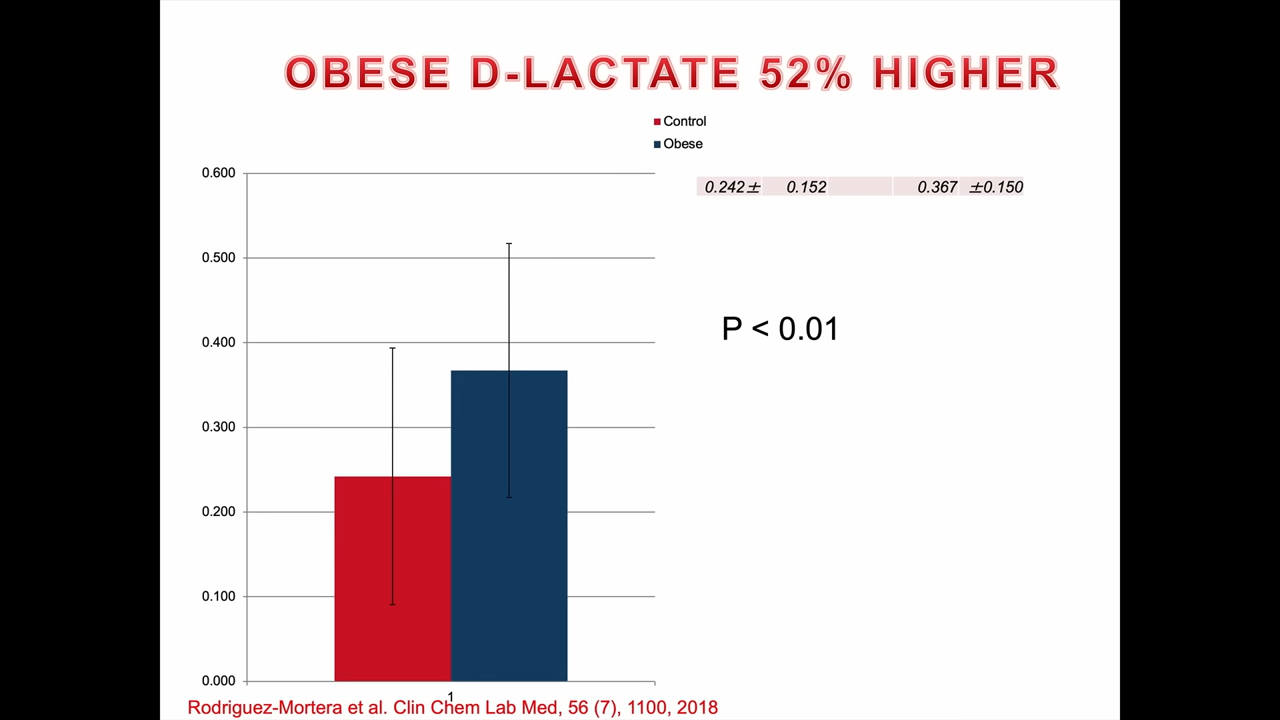 OBESE D-LACTATE 52% HIGHER
Control
Obese
0.600
0.242± 0.152 0.367 ±0.150
0.500
P < 0.01
0.400
0.300
0.200
0.100
0.000
1
Rodriguez-Mortera et al. Clin Chem Lab Med, 56 (7), 1100, 2018